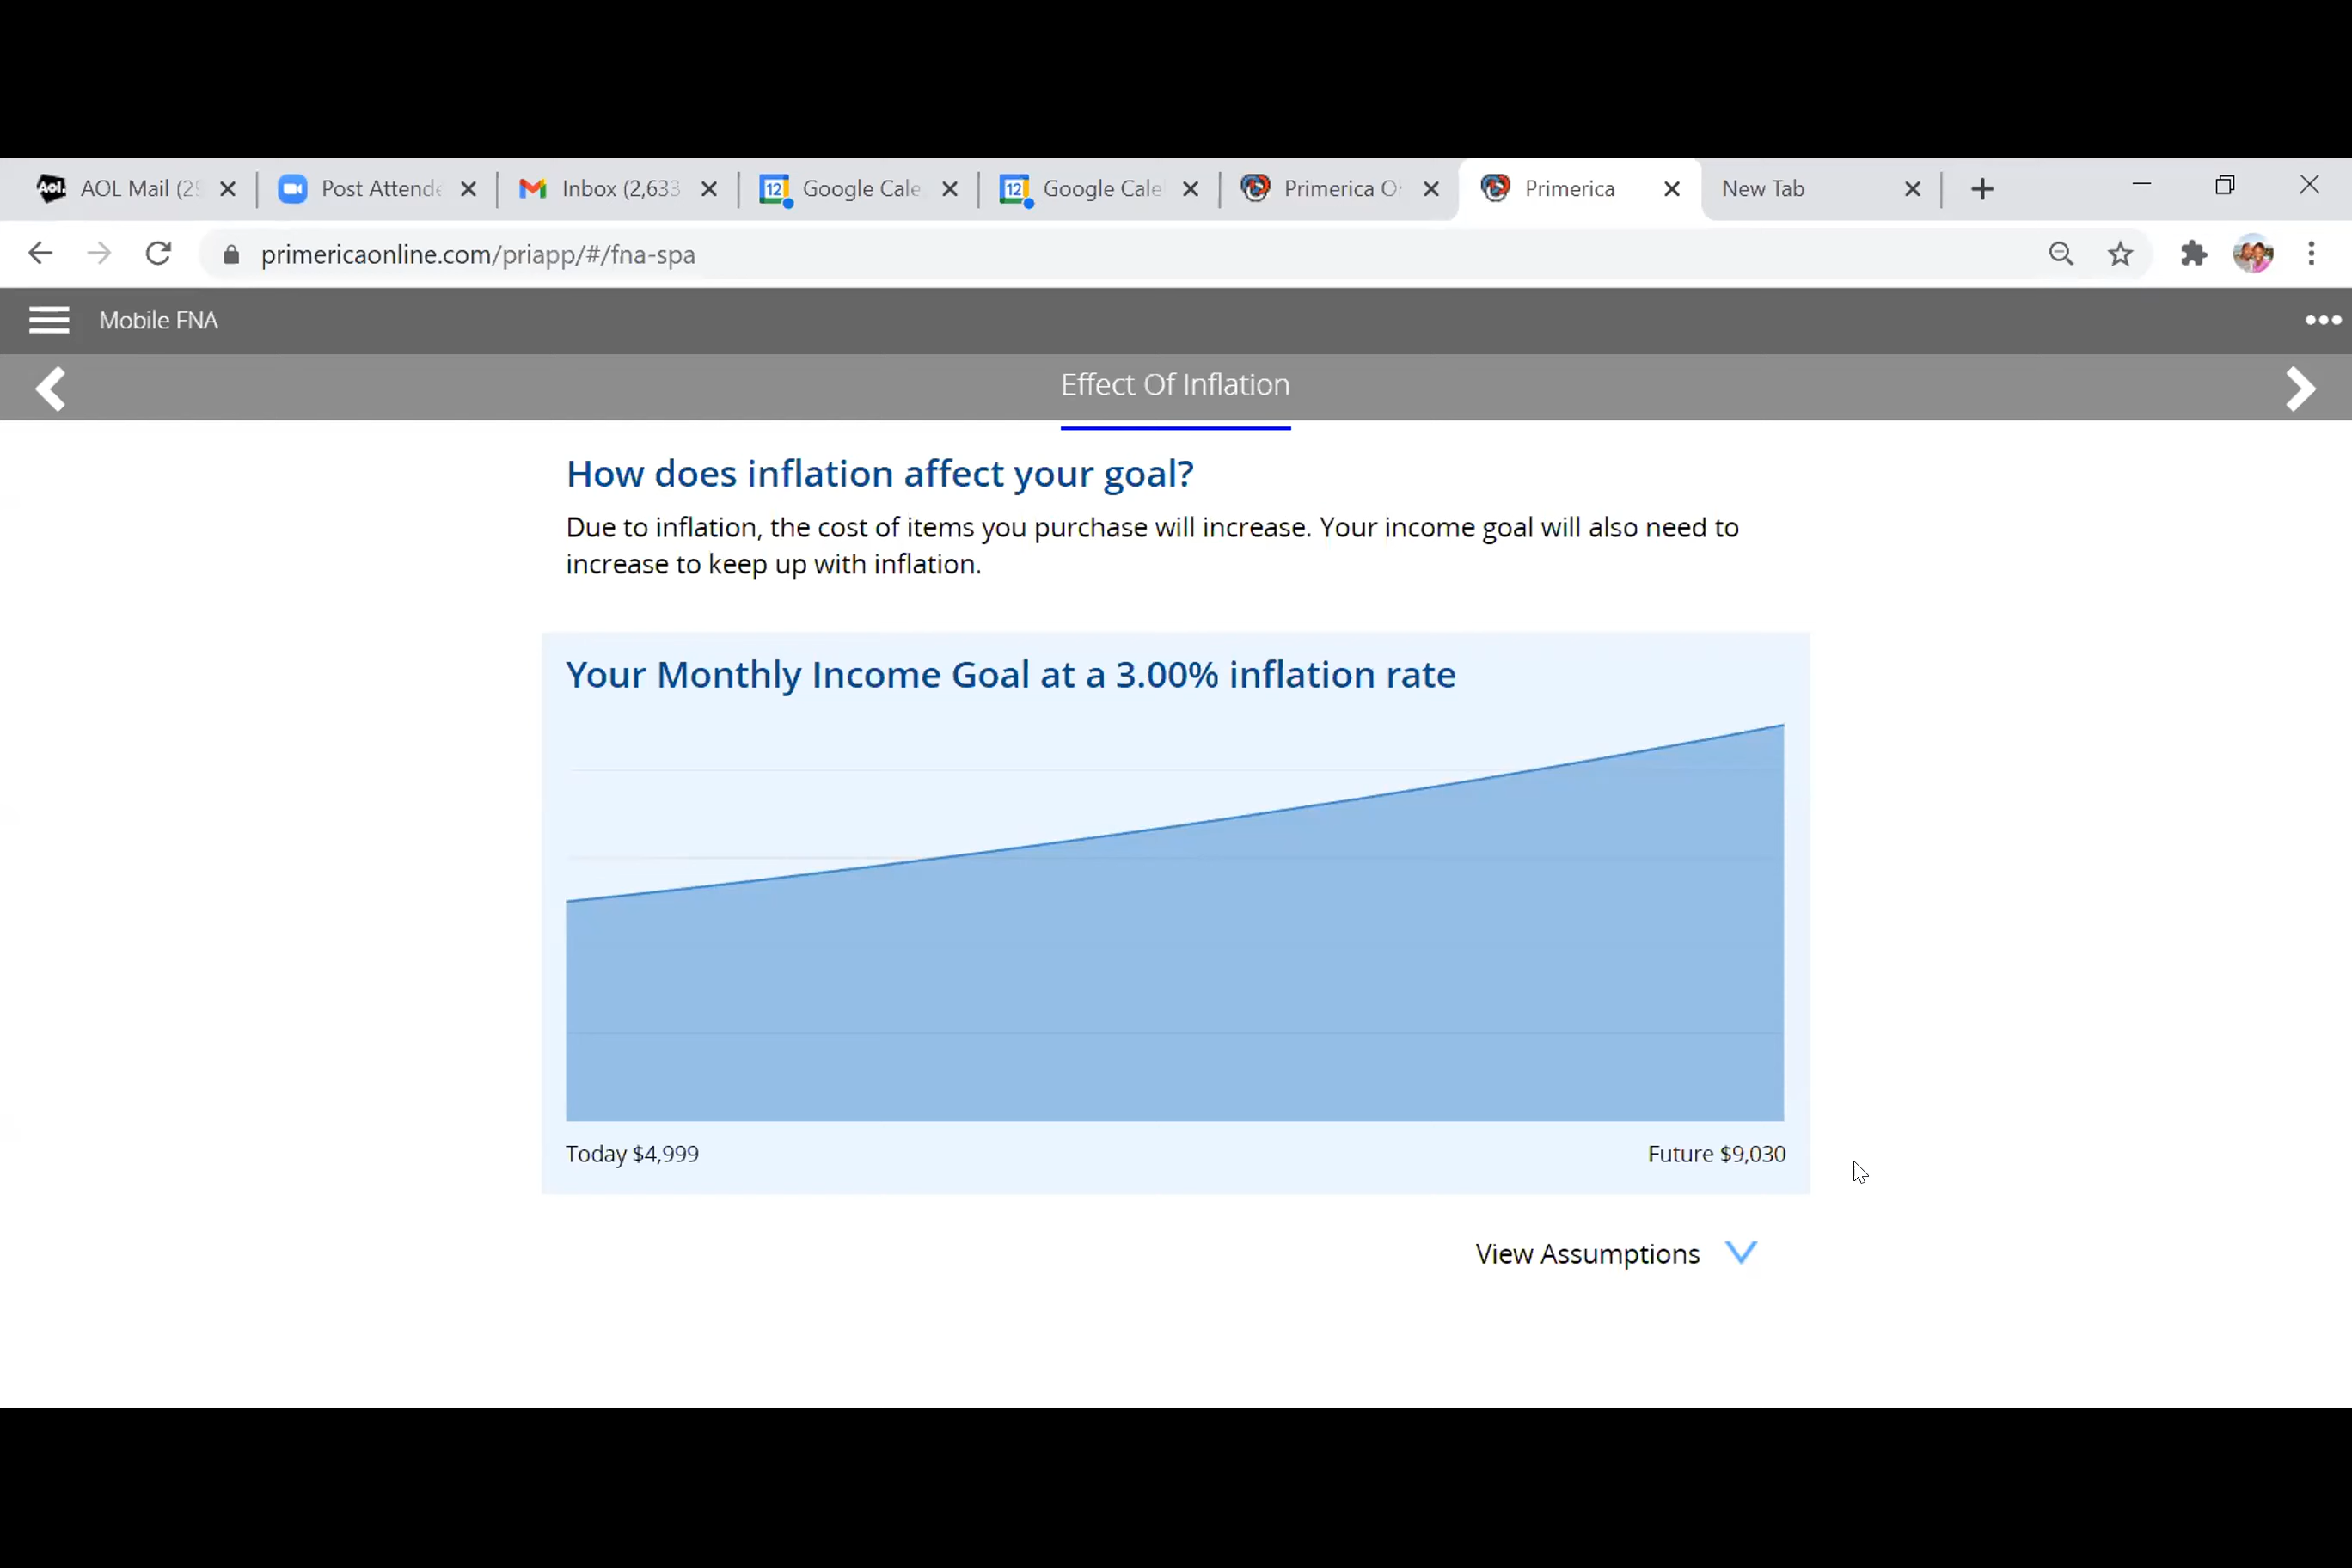 AOL Mail (29
Post Attende
Inbox (2,633
Google Cale
Google Cale
Primerica O
Primerica
New Tab
primericaonline.com/priapp/#/fna-spa
Mobile FNA
Effect Of Inflation
How does inflation affect your goal?
Due to inflation, the cost of items you purchase will increase. Your income goal will also need to
increase to keep up with inflation.
Your Monthly Income Goal at a 3.00% inflation rate
Today $4,999
Future $9,030
View Assumptions